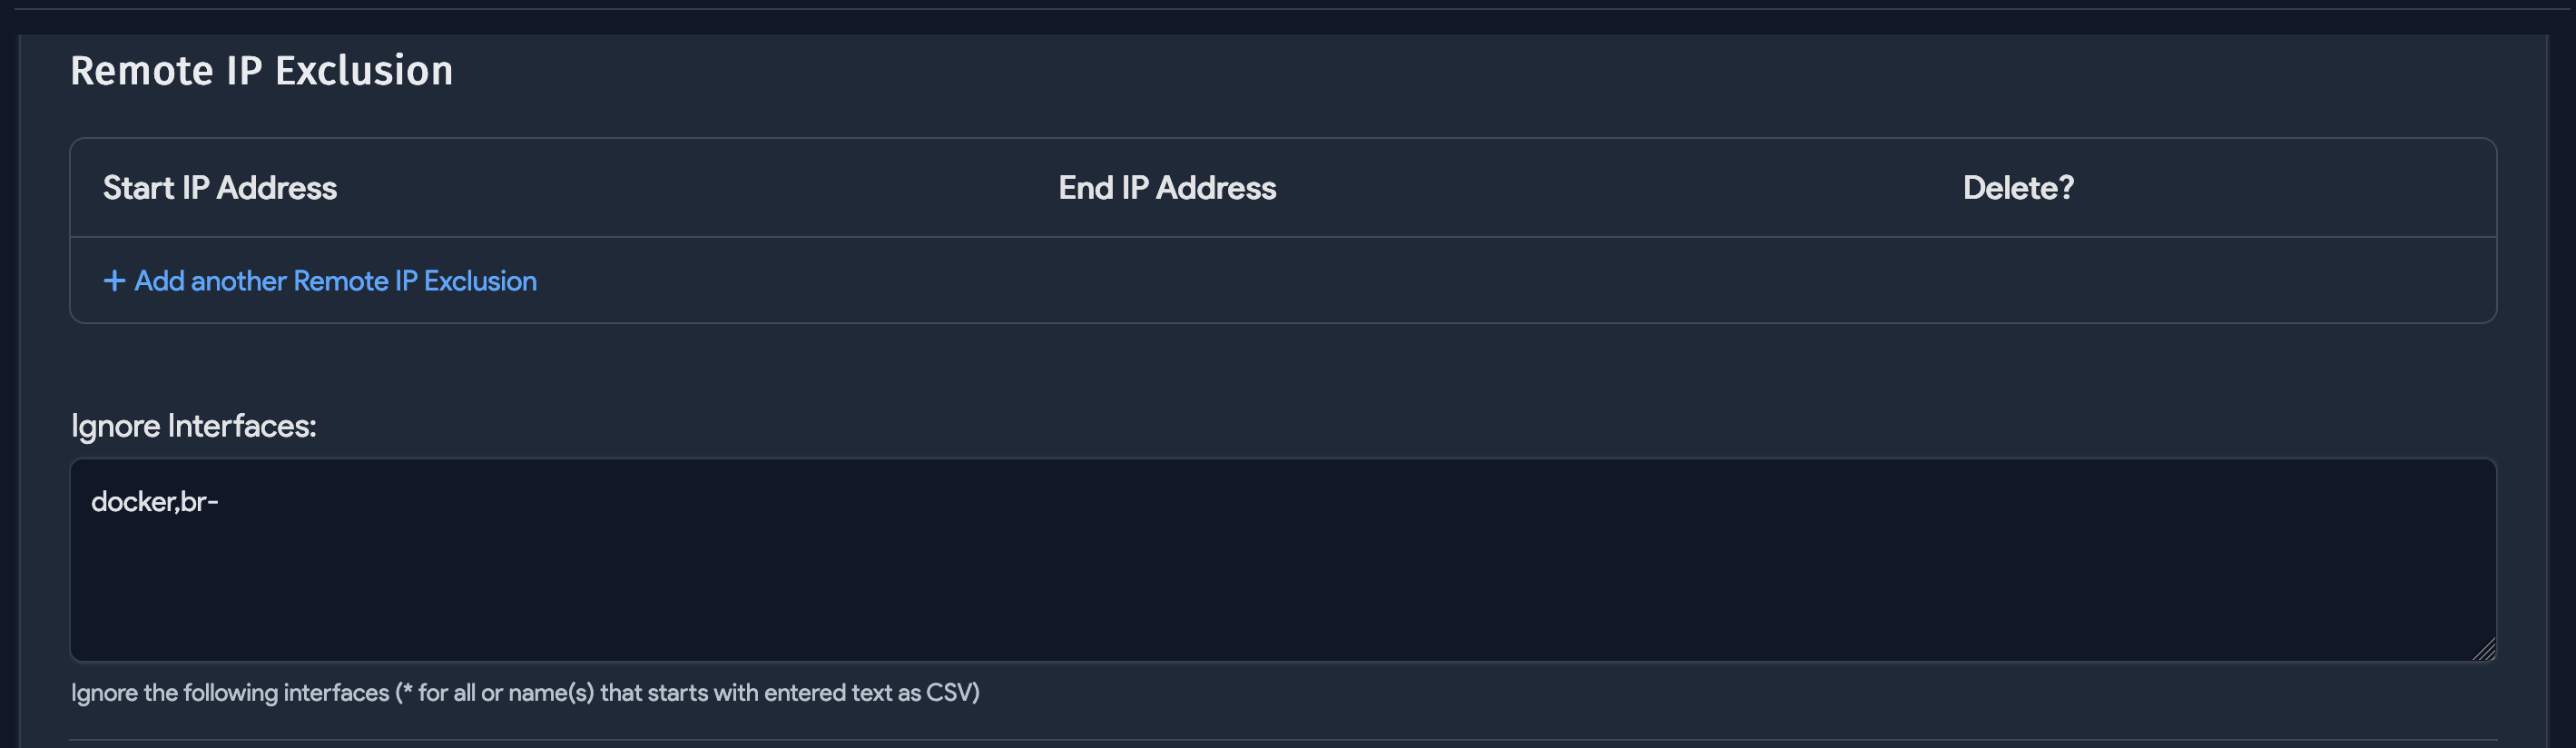 Remote IP Exclusion
Start IP Address End IP Address Delete?
+ Add another Remote IP Exclusion
Ignore Interfaces:
docker,br-
Ignore the following interfaces (* for all or name(s) that starts with entered text as CSV)